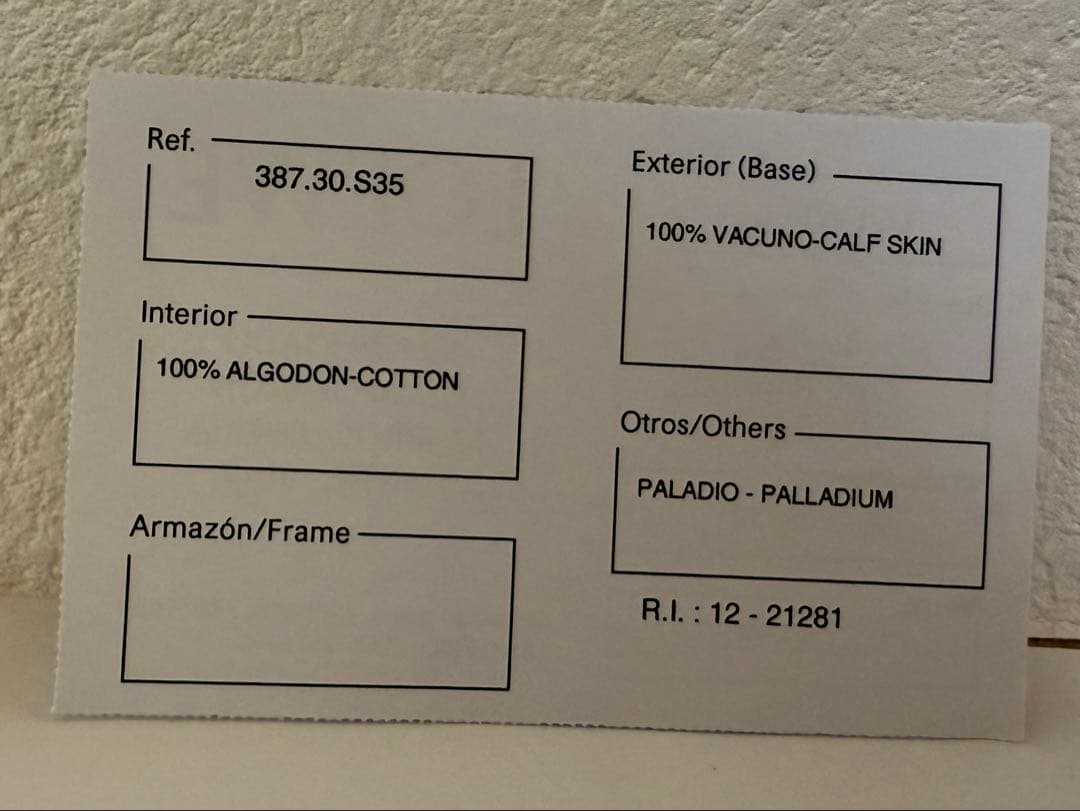 Ref.
387.30.S35
Interior
100% ALGODON-COTTON
Armazón/Frame
Exterior (Base)
100% VACUNO-CALF SKIN
Otros/Others
PALADIO - PALLADIUM
R.I. : 12 - 21281